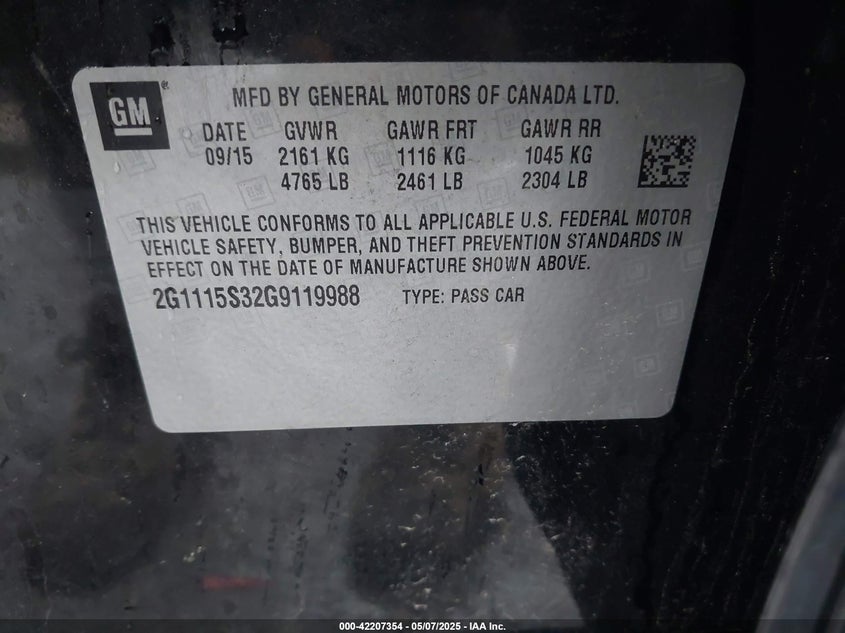 GM
MFD BY GENERAL MOTORS OF CANADA LTD.
DATE GVWR GAWR FRT GAWR RR
09/15 2161 KG 1116 KG 1045 KG
4765 LB 2461 LB 2304 LB
THIS VEHICLE CONFORMS TO ALL APPLICABLE U.S. FEDERAL MOTOR
VEHICLE SAFETY, BUMPER, AND THEFT PREVENTION STANDARDS IN
EFFECT ON THE DATE OF MANUFACTURE SHOWN ABOVE.
2G1115S32G9119988 TYPE: PASS CAR
000-42207354 - 05/07/2025 - IAA Inc.